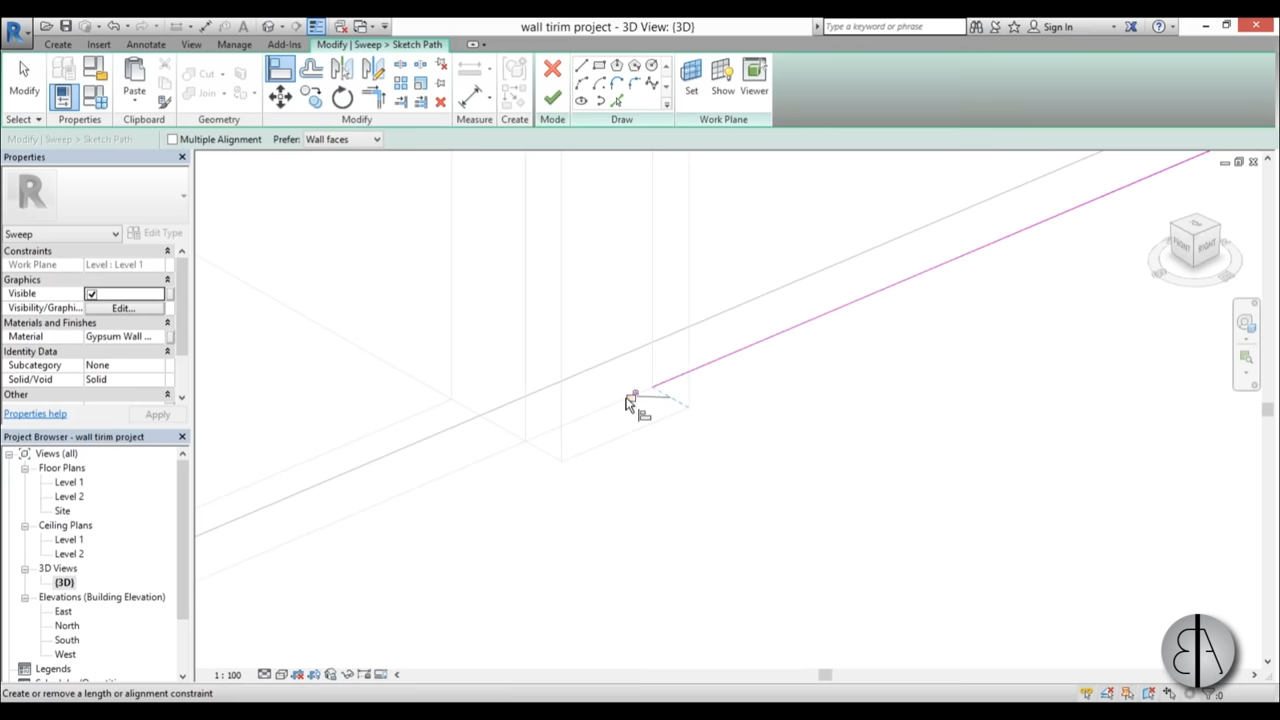 wall tirim project - 3D View: {3D}
Type a keyword or phrase
Sign In
Create Insert Annotate View Manage Add-Ins Modify | Sweep > Sketch Path
Modify
Paste
Cut
Join
Set Show Viewer
Select Properties Clipboard Geometry Modify Measure Create Mode Draw Work Plane
Modify | Sweep > Sketch Path
Multiple Alignment Prefer: Wall faces
Properties
R
Sweep Edit Type
Constraints
Work Plane Level : Level 1
Graphics
Visible
Visibility/Graphi... Edit...
Materials and Finishes
Material Gypsum Wall ...
Identity Data
Subcategory None
Solid/Void Solid
Other
Properties help Apply
Project Browser - wall tirim project
Views (all)
Floor Plans
Level 1
Level 2
Site
Ceiling Plans
Level 1
Level 2
3D Views
{3D}
Elevations (Building Elevation)
East
North
South
West
Legends
TOP
FRONT
RIGHT
1 : 100
Create or remove a length or alignment constraint
:0